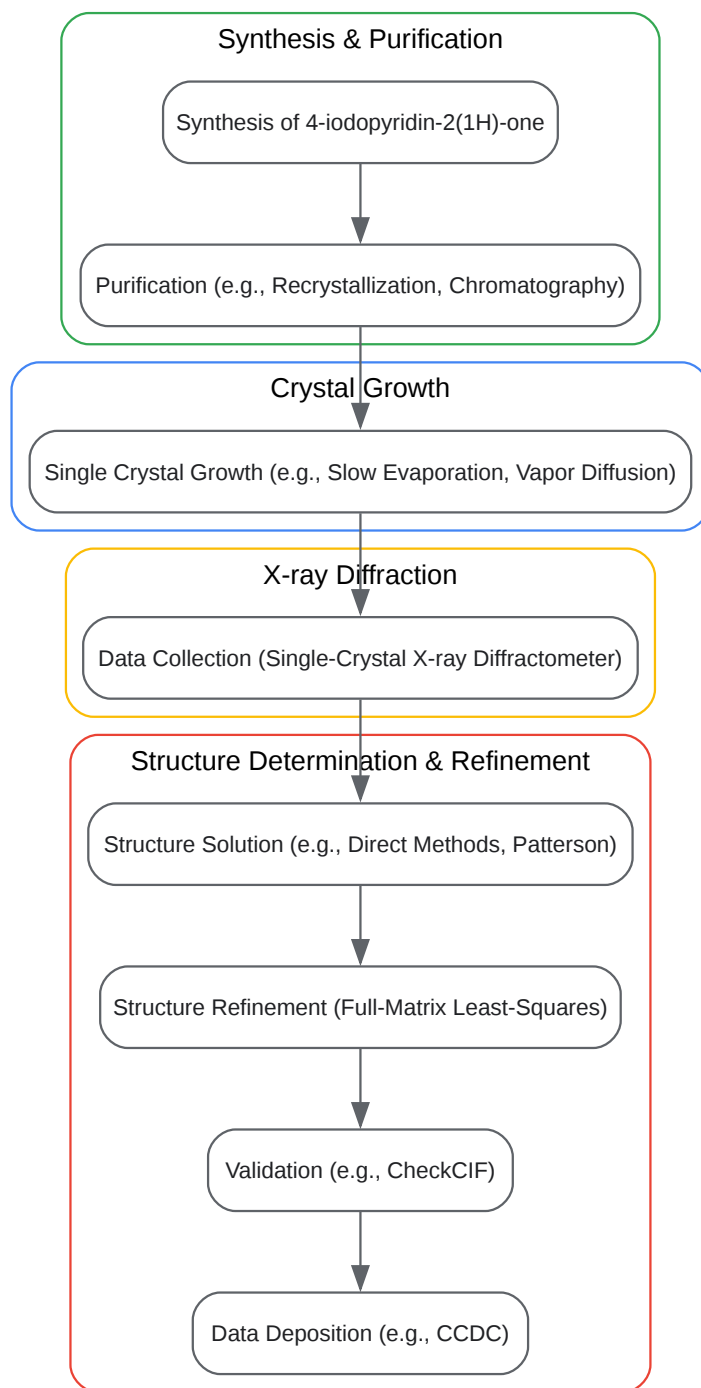 Synthesis & Purification
Synthesis of 4-iodopyridin-2(1H)-one
Purification (e.g., Recrystallization, Chromatography)
Crystal Growth
Single Crystal Growth (e.g., Slow Evaporation, Vapor Diffusion)
X-ray Diffraction
Data Collection (Single-Crystal X-ray Diffractometer)
Structure Determination & Refinement
Structure Solution (e.g., Direct Methods, Patterson)
Structure Refinement (Full-Matrix Least-Squares)
Validation (e.g., CheckCIF)
Data Deposition (e.g., CCDC)